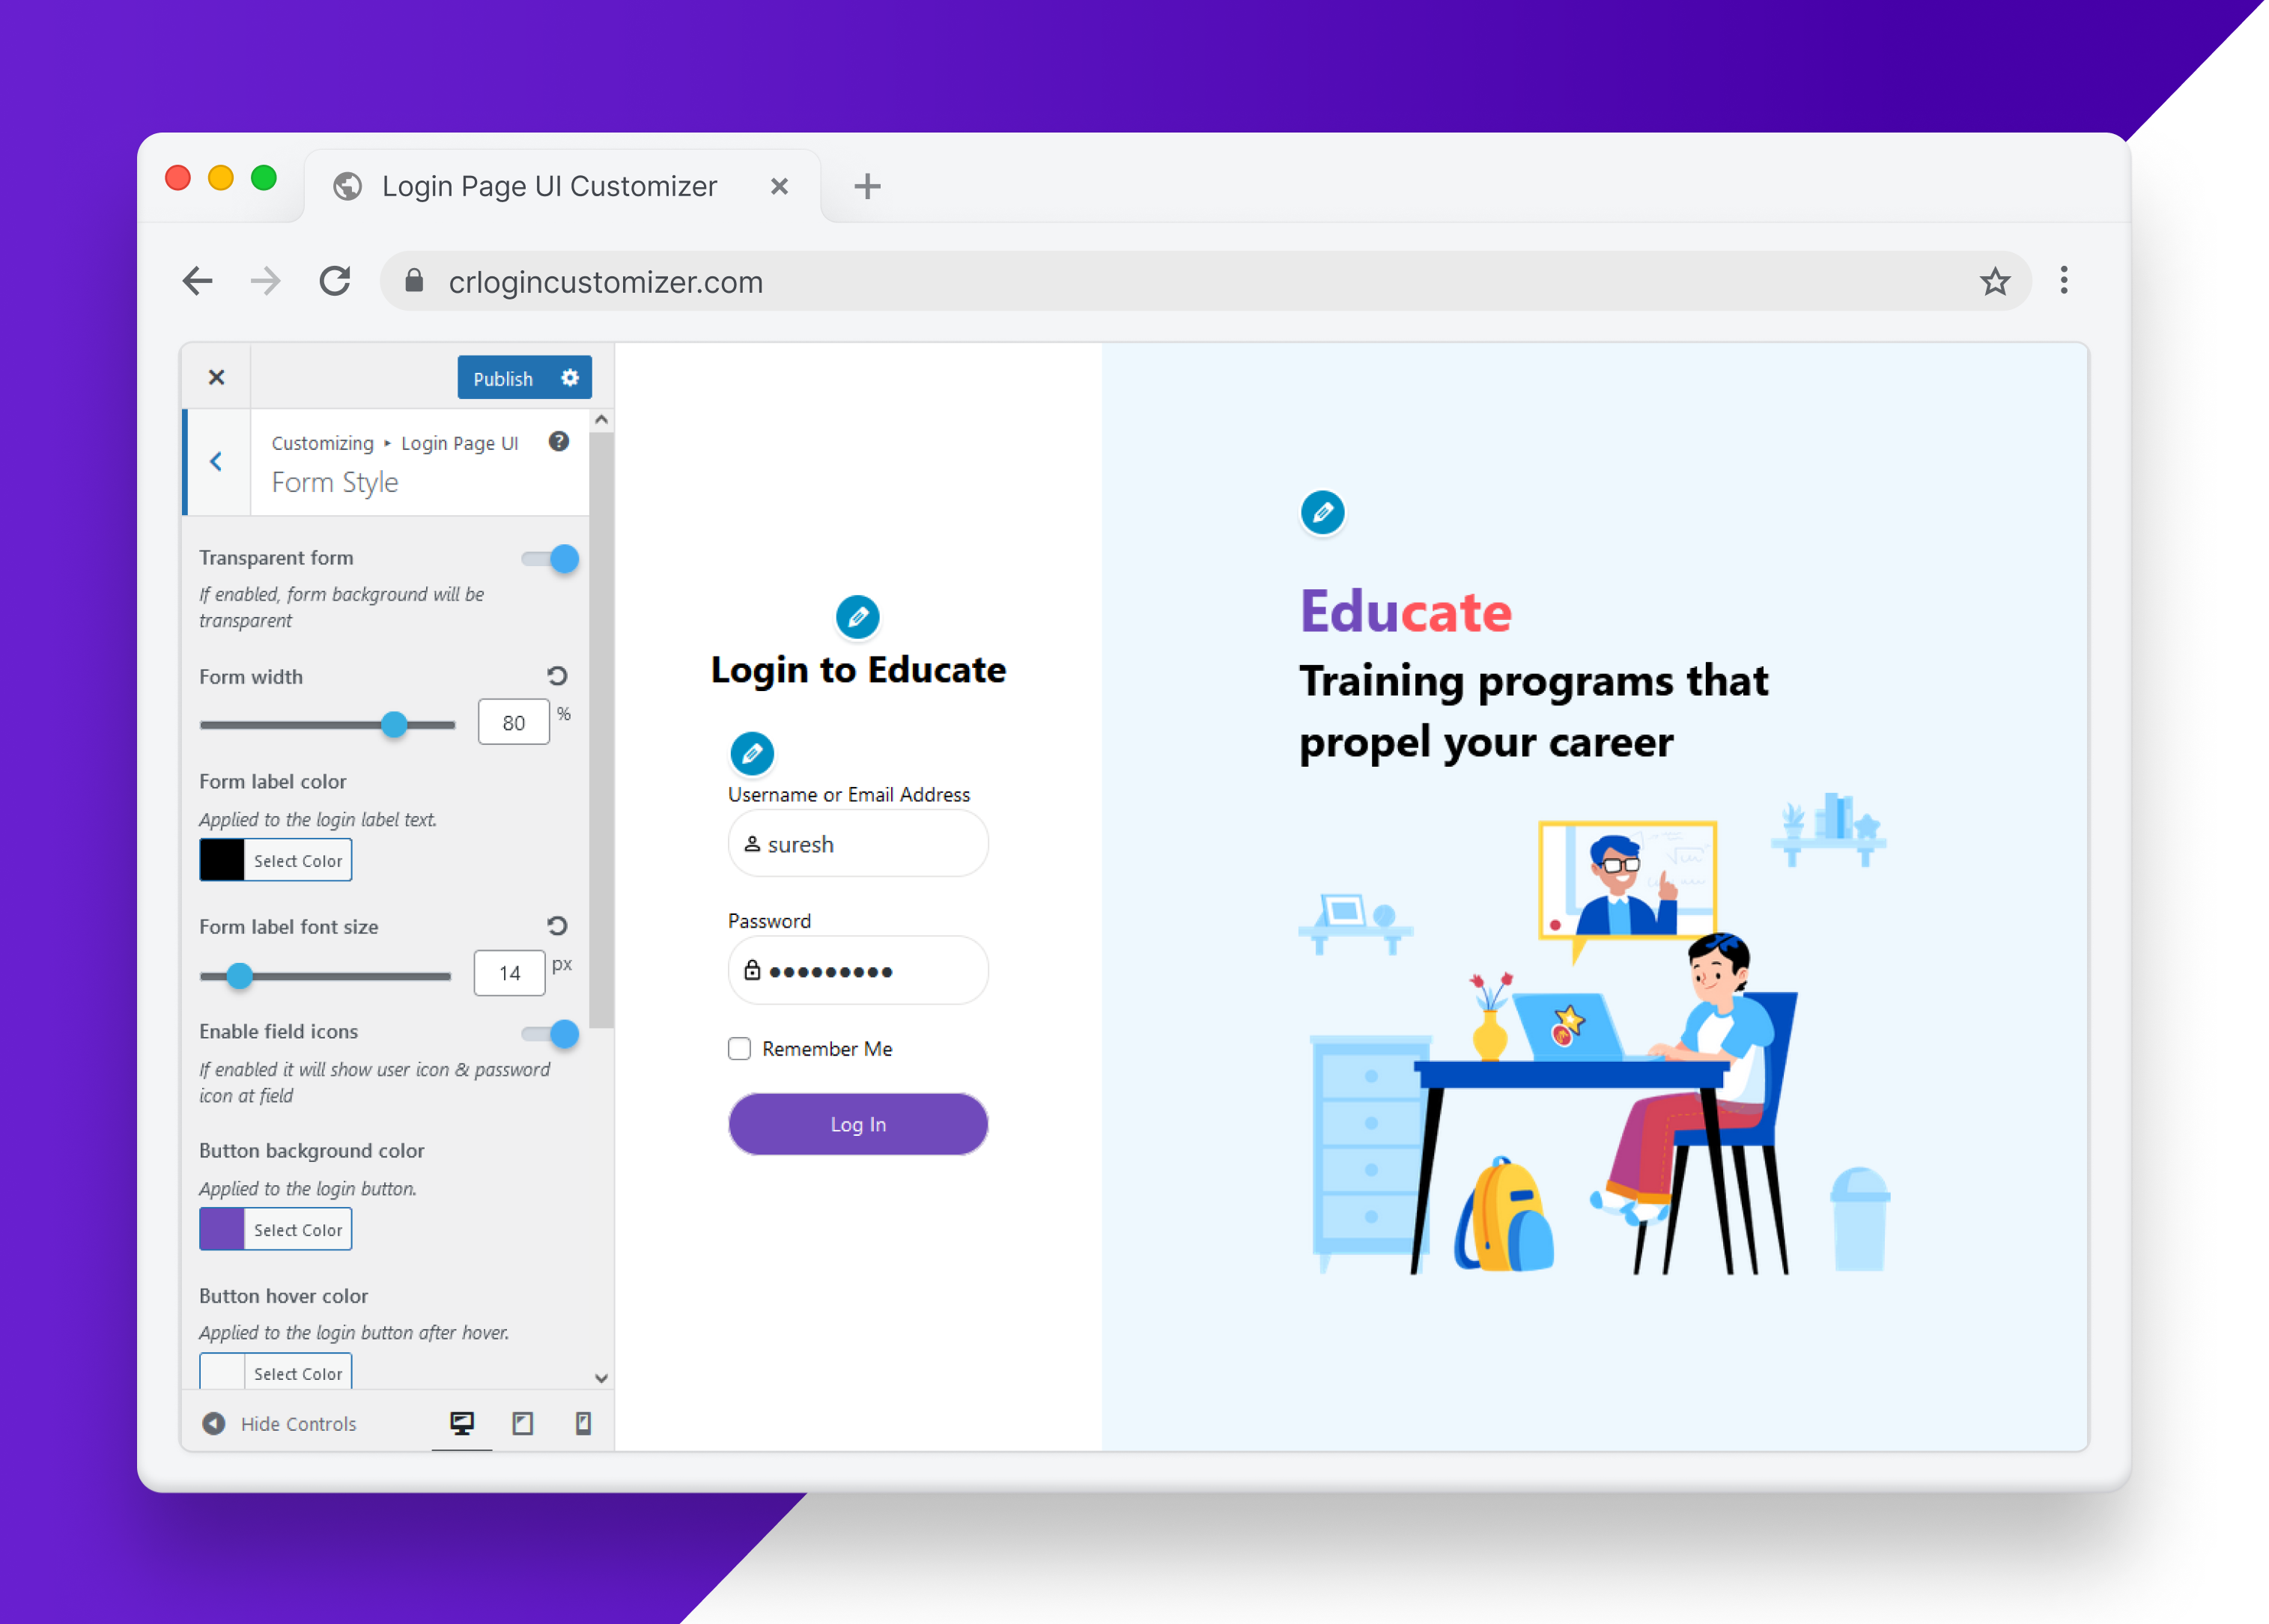 Login Page UI Customizer
crlogincustomizer.com
Publish
Customizing ▸ Login Page UI
Form Style
Transparent form
If enabled, form background will be
transparent
Form width
80 %
Form label color
Applied to the login label text.
Select Color
Form label font size
14 px
Enable field icons
If enabled it will show user icon & password
icon at field
Button background color
Applied to the login button.
Select Color
Button hover color
Applied to the login button after hover.
Select Color
Hide Controls
Login to Educate
Username or Email Address
suresh
Password
●●●●●●●●●
Remember Me
Log In
Educate
Training programs that
propel your career